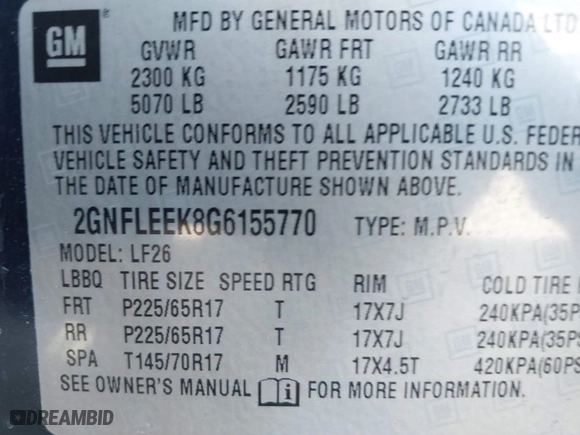 GM ® MFD BY GENERAL MOTORS OF CANADA LTD
GVWR GAWR FRT GAWR RR
2300 KG 1175 KG 1240 KG
5070 LB 2590 LB 2733 LB
THIS VEHICLE CONFORMS TO ALL APPLICABLE U.S. FEDER
VEHICLE SAFETY AND THEFT PREVENTION STANDARDS IN
THE DATE OF MANUFACTURE SHOWN ABOVE.
2GNFLEEK8G6155770 TYPE: M.P.V.
MODEL: LF26
LBBQ TIRE SIZE SPEED RTG RIM COLD TIRE
FRT P225/65R17 T 17X7J 240KPA(35P
RR P225/65R17 T 17X7J 240KPA(35PS
SPA T145/70R17 M 17X4.5T 420KPA(60PS
SEE OWNER'S MANUAL i FOR MORE INFORMATION.
DREAMBID